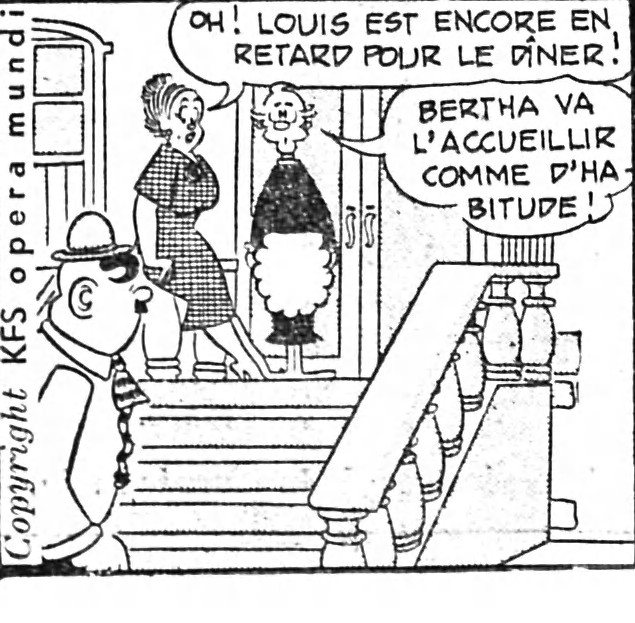 OH! LOUIS EST ENCORE EN
RETARD POUR LE DÎNER!
BERTHA VA
L'ACCUEILLIR
COMME D'HA-
BITUDE!
Copyright KFS opera mundi